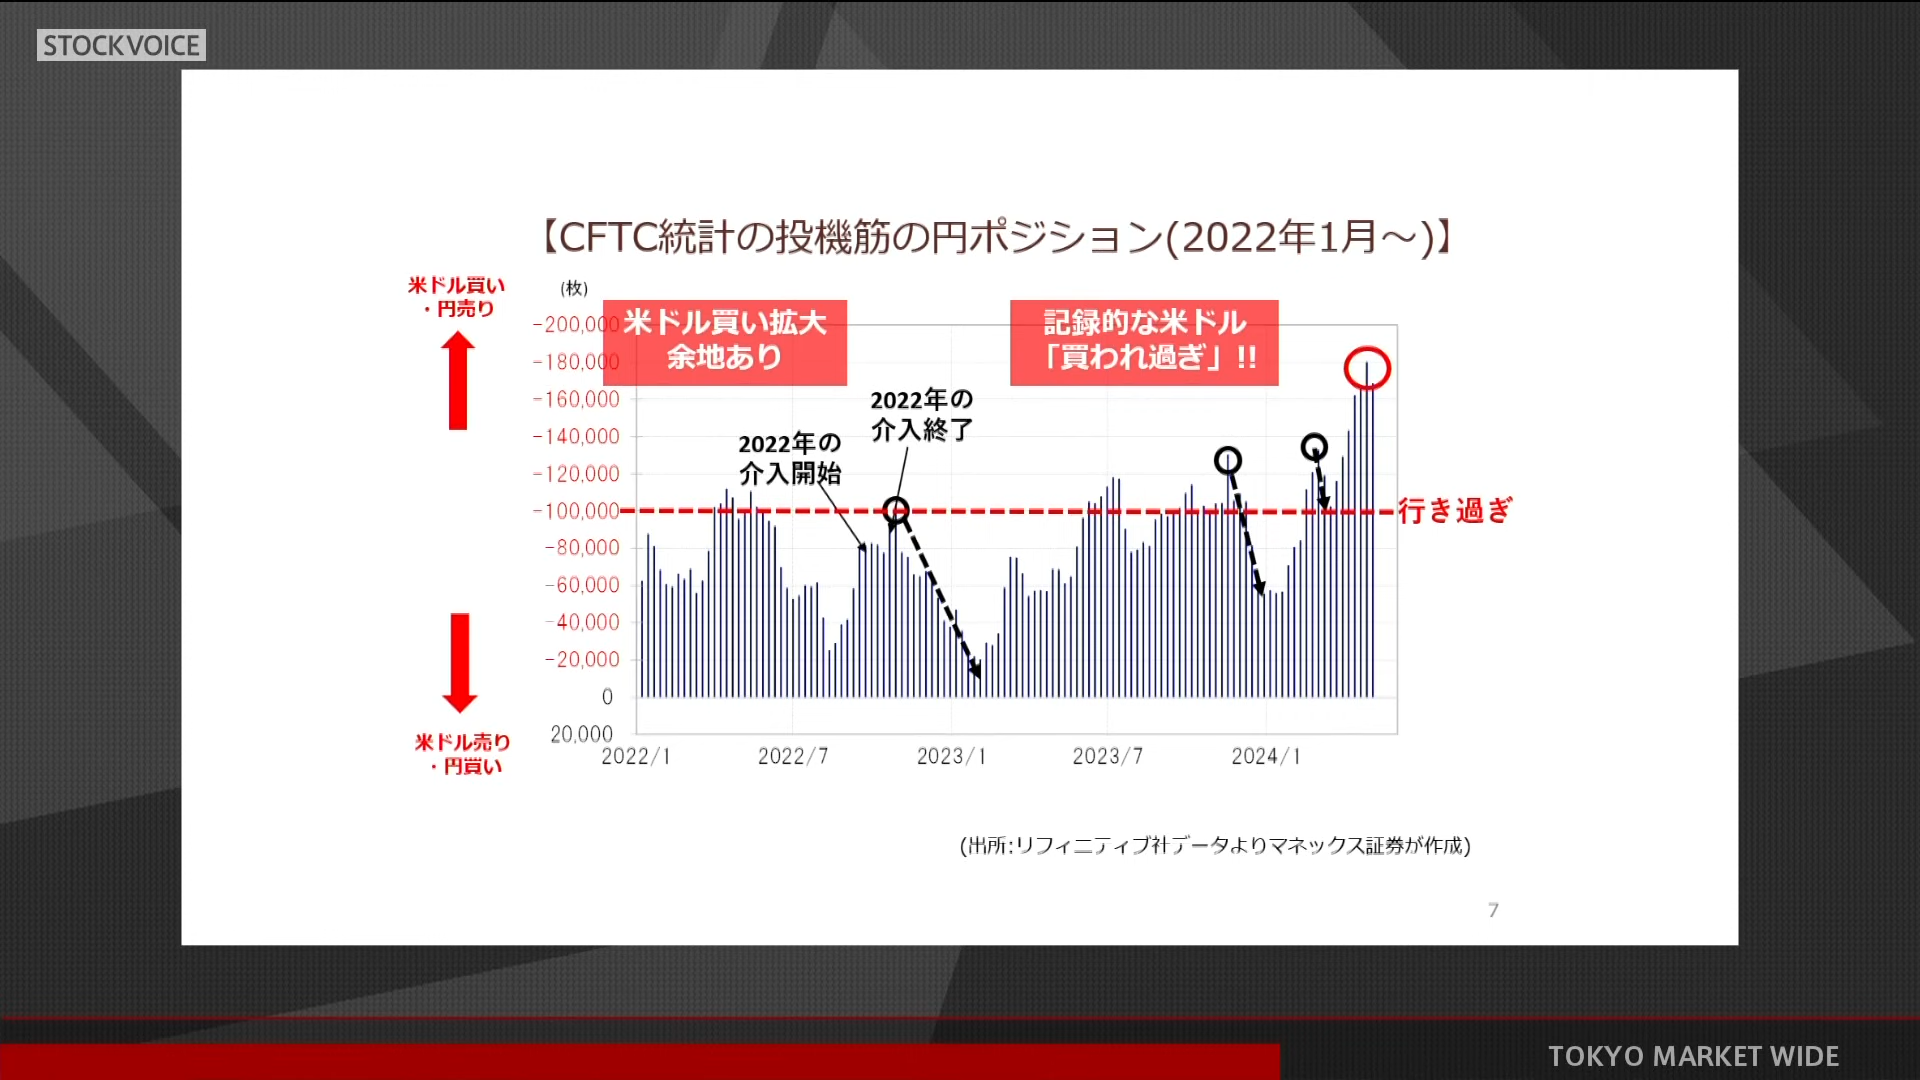 STOCKVOICE
【CFTC統計の投機筋の円ポジション(2022年1月～)】
米ドル買い
・円売り
(枚)
米ドル買い拡大
余地あり
記録的な米ドル
「買われ過ぎ」!!
-200,000
-180,000
-160,000
-140,000
-120,000
-100,000
-80,000
-60,000
-40,000
-20,000
0
20,000
2022年の
介入開始
2022年の
介入終了
行き過ぎ
米ドル売り
・円買い
2022/1
2022/7
2023/1
2023/7
2024/1
(出所:リフィニティブ社データよりマネックス証券が作成)
7
TOKYO MARKET WIDE